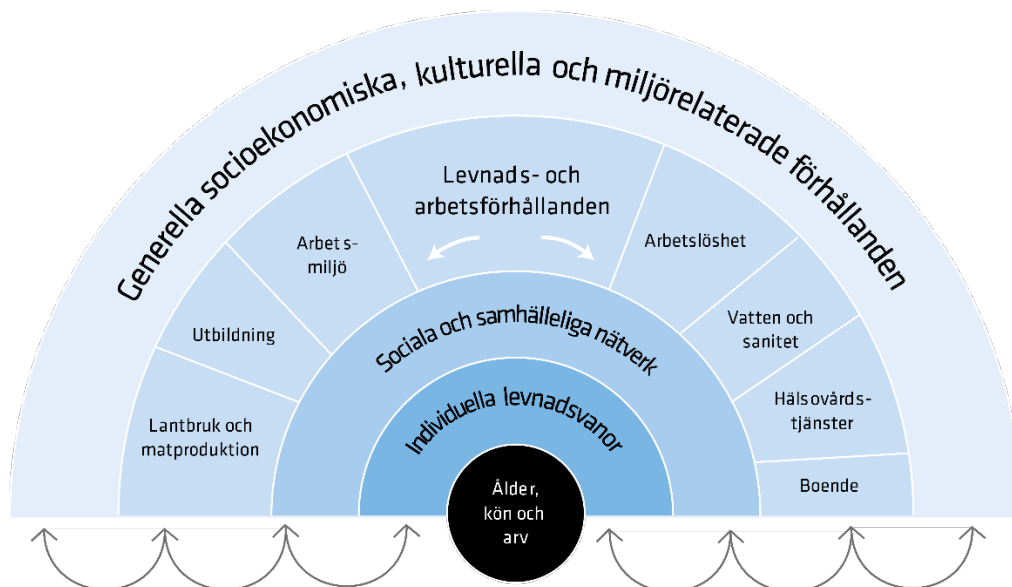 Generella socioekonomiska, kulturella och miljörelaterade förhållanden
Levnads- och
arbetsförhållanden
Lantbruk och
matproduktion
Utbildning
Arbets-
miljö
Arbetslöshet
Vatten och
sanitet
Hälsovårds-
tjänster
Boende
Sociala och samhälleliga nätverk
Individuella levnadsvanor
Ålder,
kön och
arv